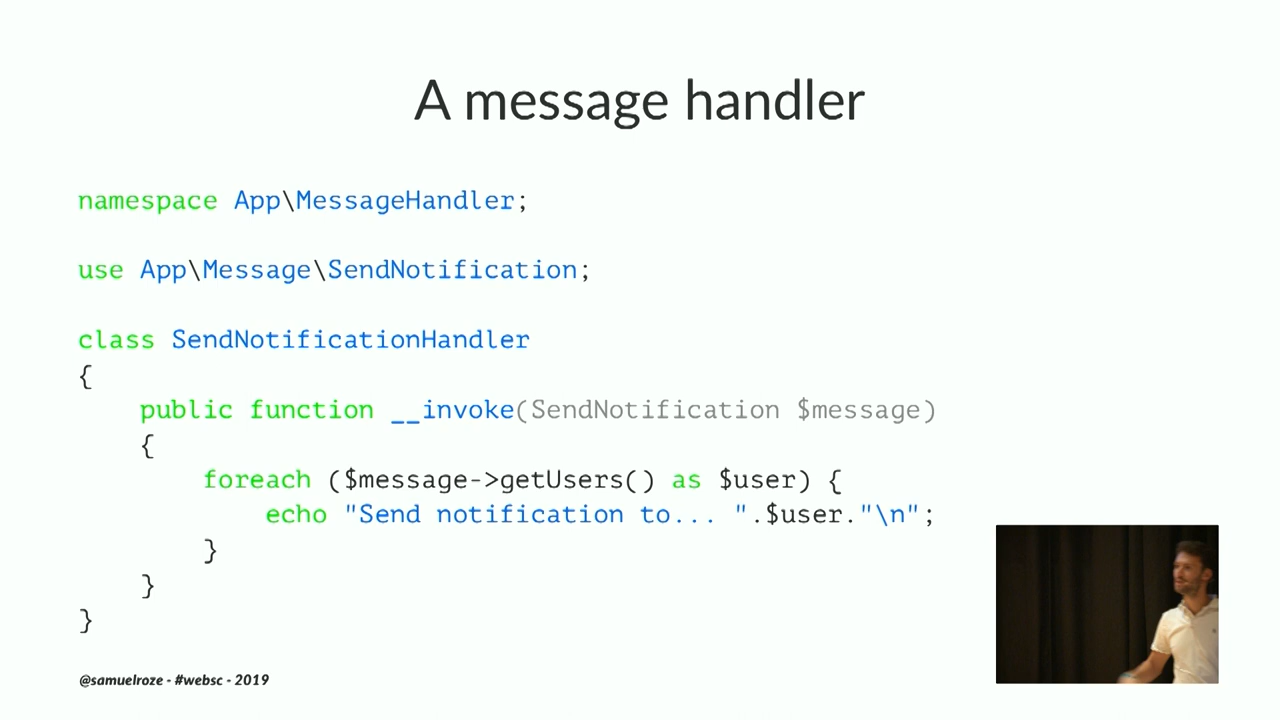 A message handler
namespace App\MessageHandler;
use App\Message\SendNotification;
class SendNotificationHandler
{
    public function __invoke(SendNotification $message)
    {
        foreach ($message->getUsers() as $user) {
            echo "Send notification to... ".$user."\n";
        }
    }
}
@samuelroze - #websc - 2019